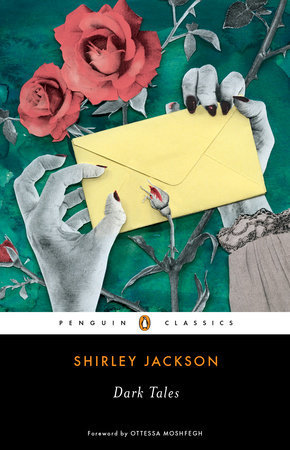 PENGUIN CLASSICS
SHIRLEY JACKSON
Dark Tales
Foreword by OTTESSA MOSHFEGH